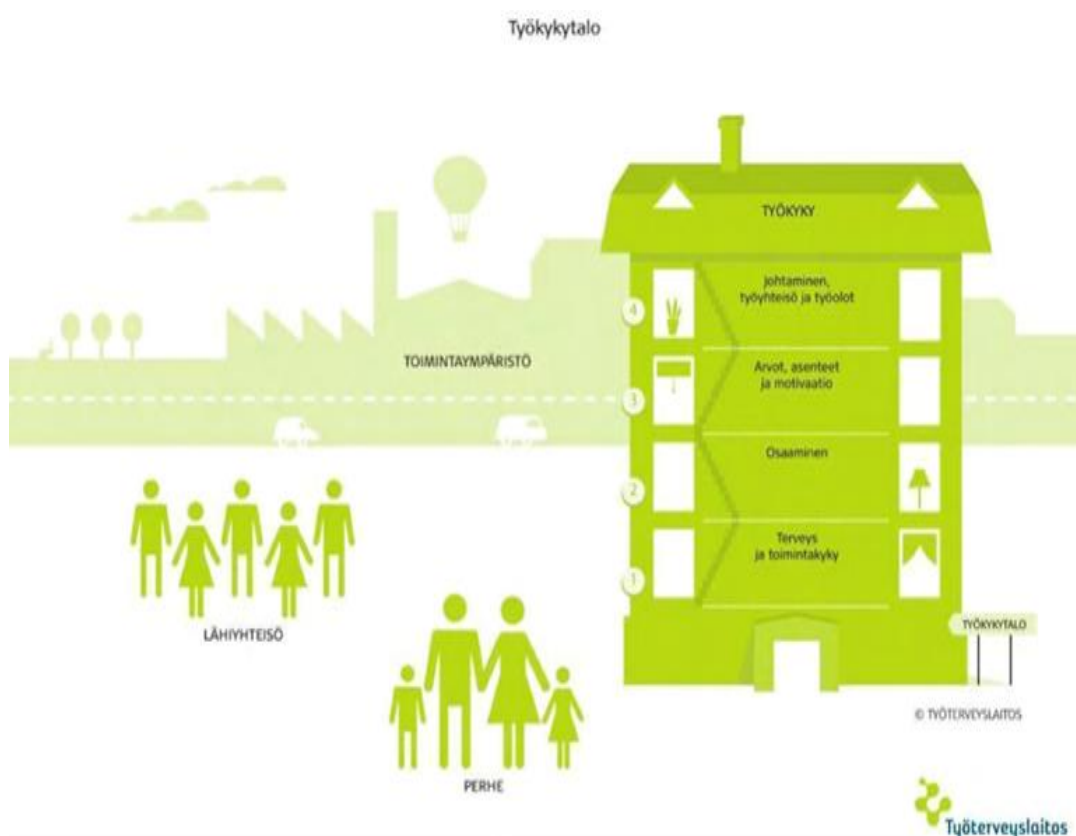 Työkykytalo
TYÖKYKY
4
Johtaminen,
työyhteisö ja työolot
TOIMINTAYMPÄRISTÖ
3
Arvot, asenteet
ja motivaatio
2
Osaaminen
1
Terveys
ja toimintakyky
LÄHIYHTEISÖ
PERHE
TYÖKYKYTALO
© TYÖTERVEYSLAITOS
Työterveyslaitos